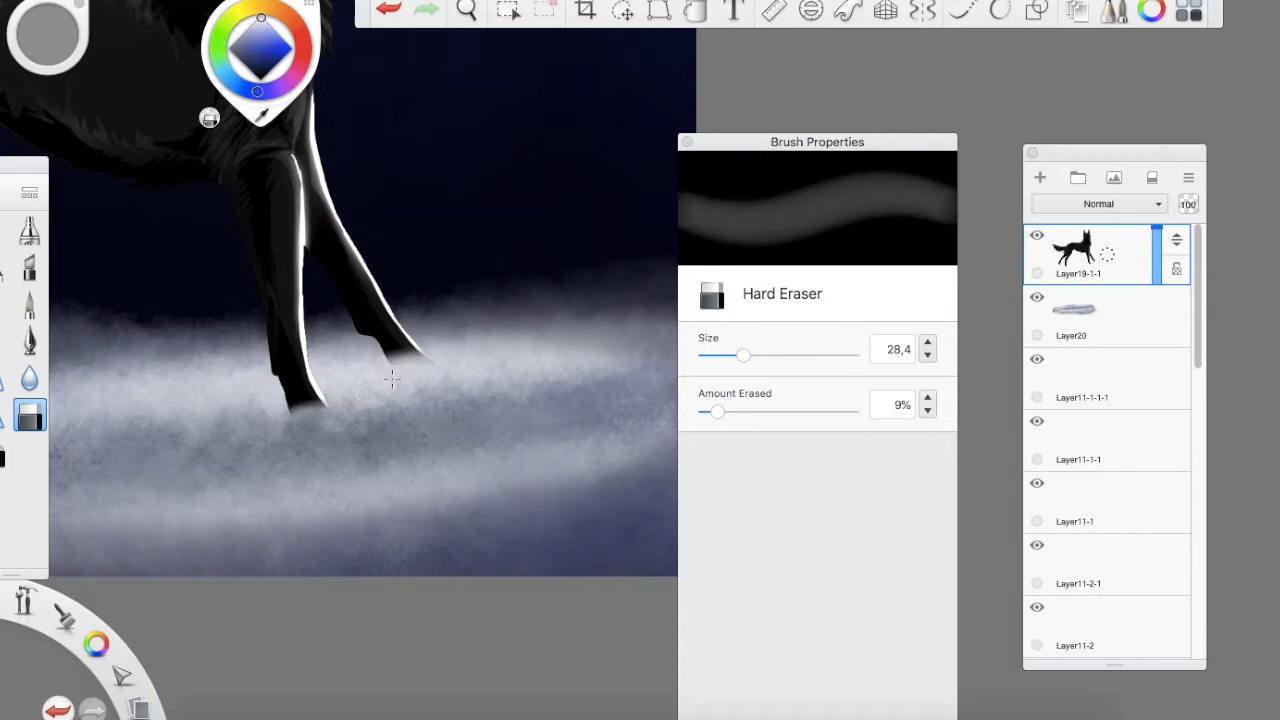 T
Brush Properties
Hard Eraser
Size
28,4
Amount Erased
9%
Normal
100
Layer19-1-1
Layer20
Layer11-1-1-1
Layer11-1-1
Layer11-1
Layer11-2-1
Layer11-2